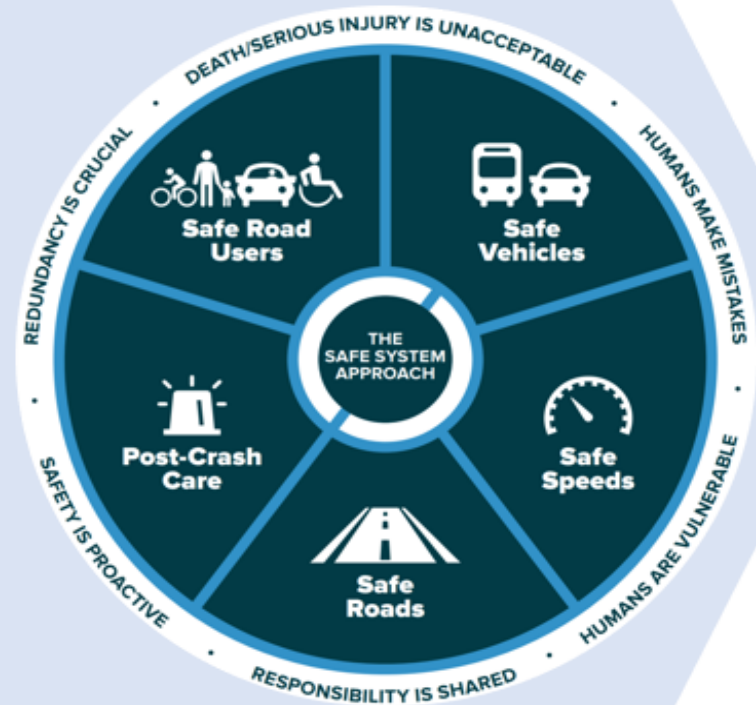 DEATH/SERIOUS INJURY IS UNACCEPTABLE
HUMANS MAKE MISTAKES
HUMANS ARE VULNERABLE
RESPONSIBILITY IS SHARED
SAFETY IS PROACTIVE
REDUNDANCY IS CRUCIAL
Safe Road
Users
Safe
Vehicles
Safe
Speeds
Safe
Roads
Post-Crash
Care
THE
SAFE SYSTEM
APPROACH